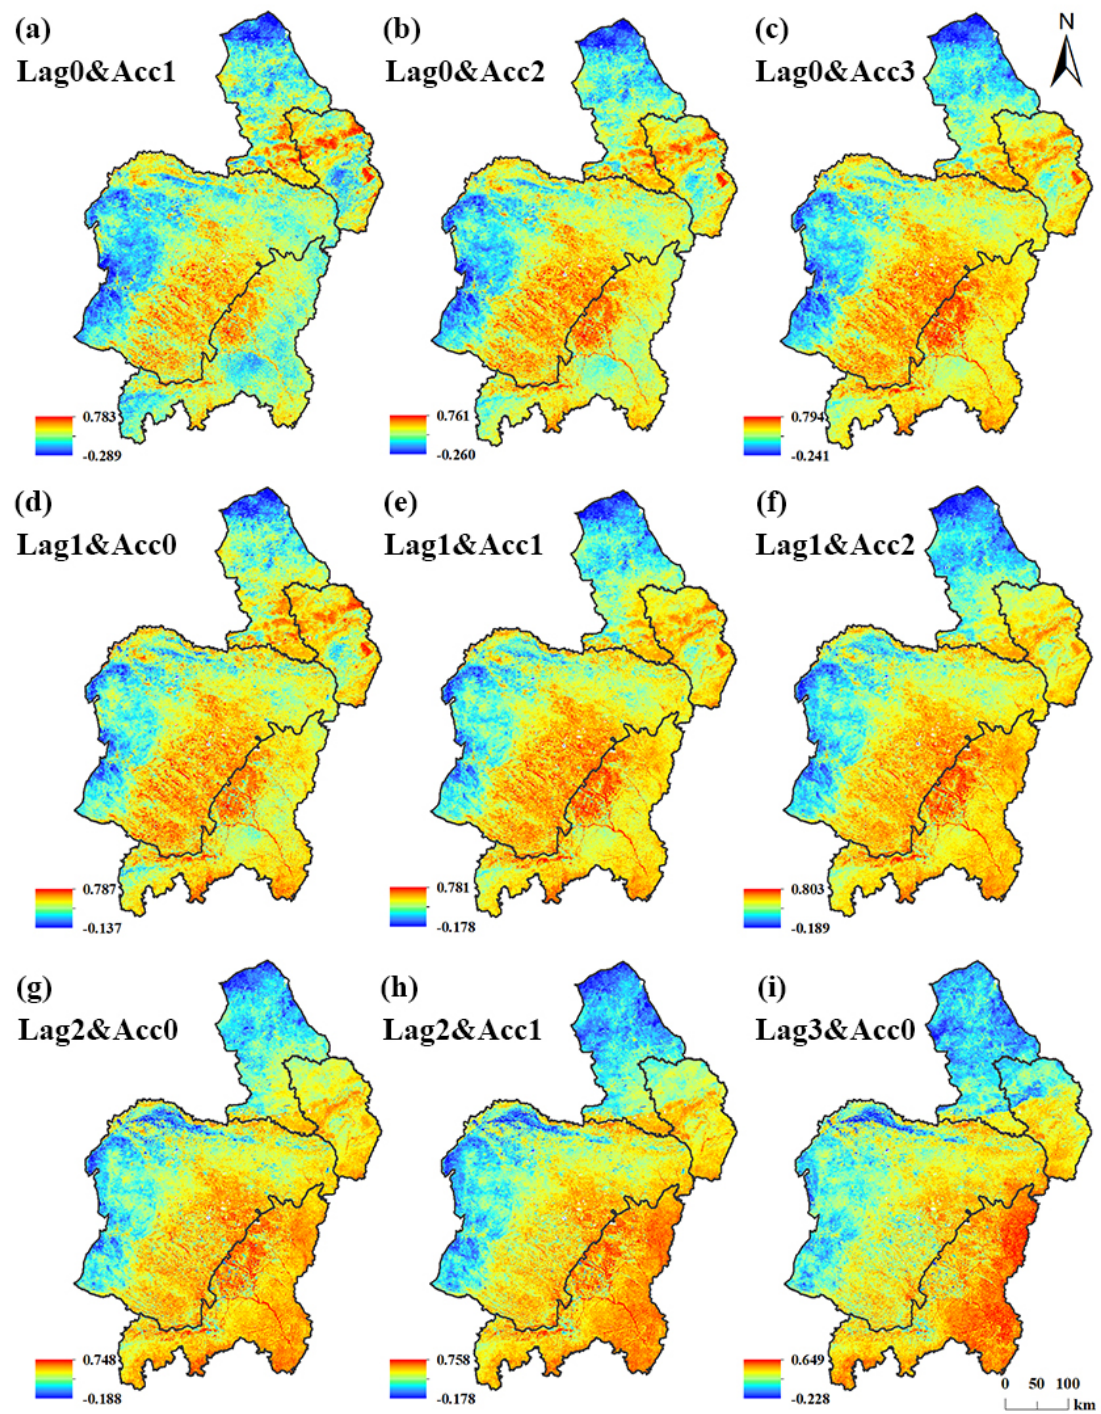 (a)
Lag0&Acc1
(b)
Lag0&Acc2
(c)
Lag0&Acc3
N
0.783
-0.289
0.761
-0.260
0.794
-0.241
(d)
Lag1&Acc0
(e)
Lag1&Acc1
(f)
Lag1&Acc2
0.787
-0.137
0.781
-0.178
0.803
-0.189
(g)
Lag2&Acc0
(h)
Lag2&Acc1
(i)
Lag3&Acc0
0.748
-0.188
0.758
-0.178
0.649
-0.228
0 50 100
km